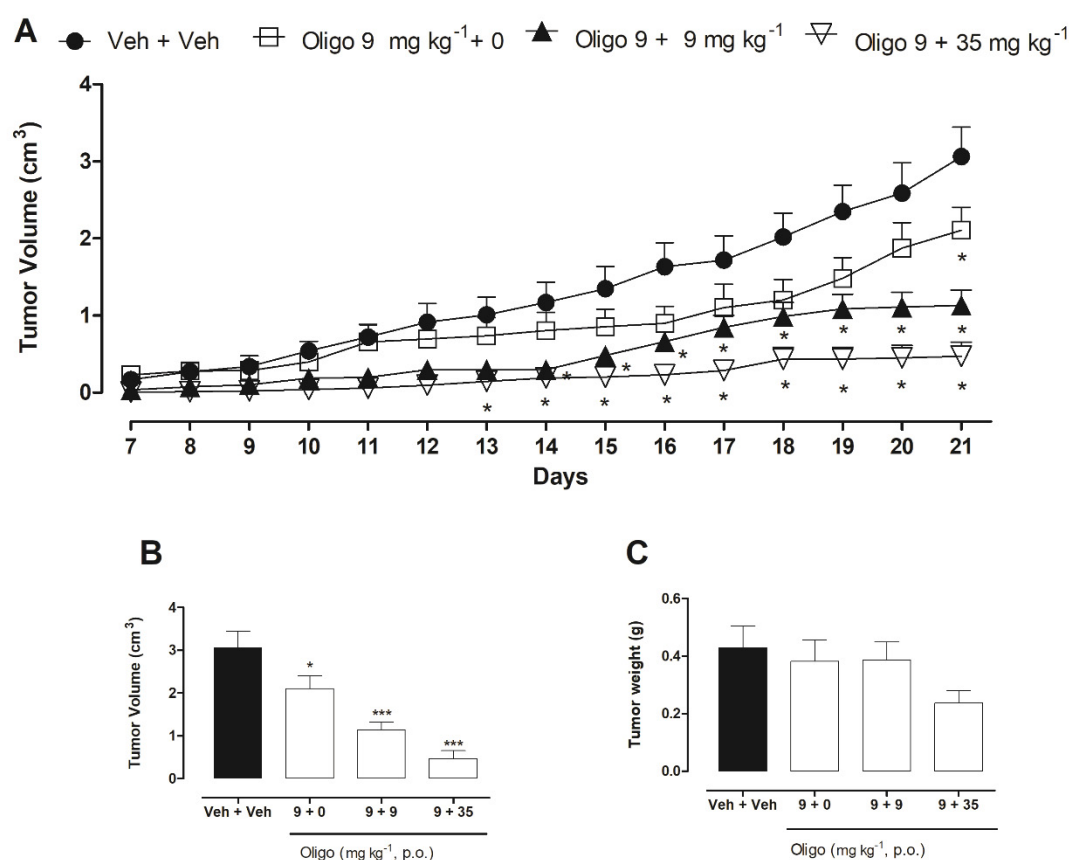 A Veh + Veh Oligo 9 mg kg⁻¹+ 0 Oligo 9 + 9 mg kg⁻¹ Oligo 9 + 35 mg kg⁻¹
Tumor Volume (cm³)
4
3
2
1
0
* * * * * * * * * * * * * * * * * *
7 8 9 10 11 12 13 14 15 16 17 18 19 20 21
Days
B
Tumor Volume (cm³)
4
3
2
1
0
* *** ***
Veh + Veh 9 + 0 9 + 9 9 + 35
Oligo (mg kg⁻¹, p.o.)
C
Tumor weight (g)
0.6
0.4
0.2
0.0
Veh + Veh 9 + 0 9 + 9 9 + 35
Oligo (mg kg⁻¹, p.o.)